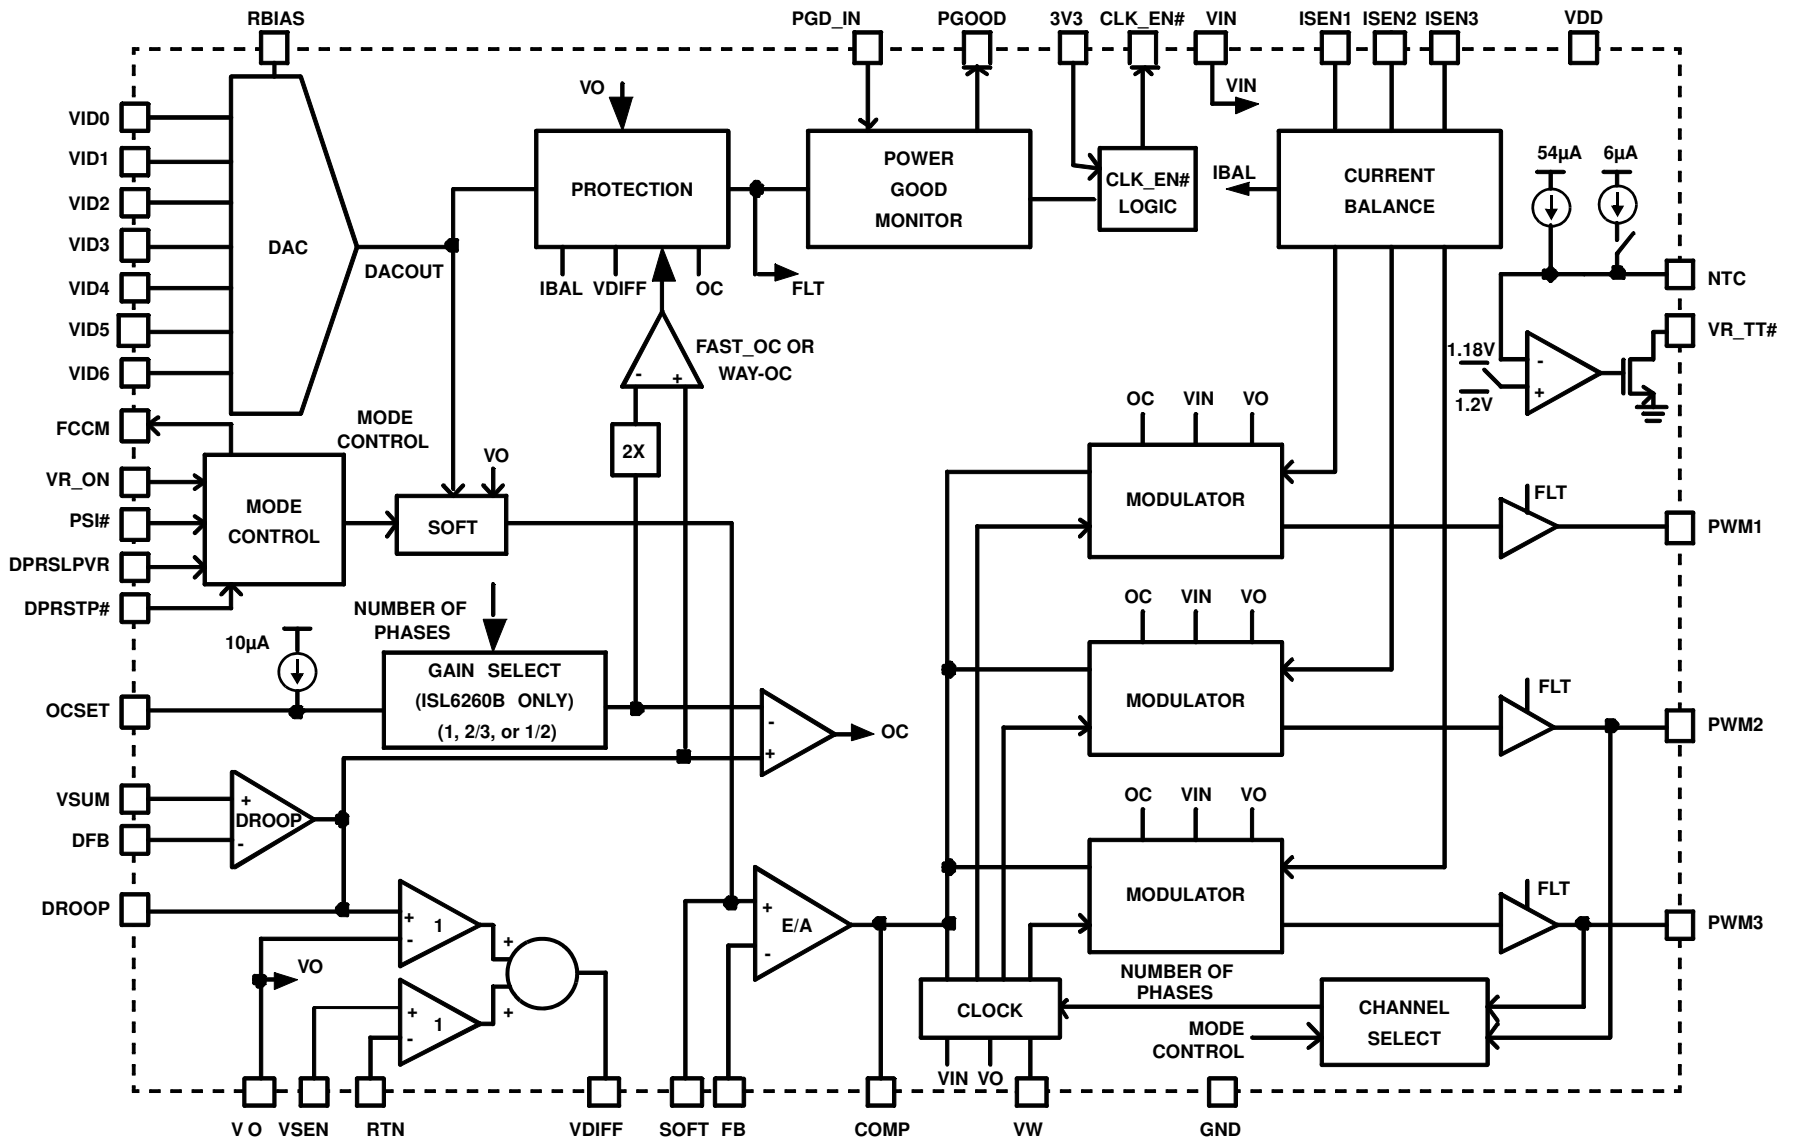 RBIAS
PGD_IN
PGOOD
3V3
CLK_EN#
VIN
ISEN1
ISEN2
ISEN3
VDD
VID0
VID1
VID2
VID3
VID4
VID5
VID6
FCCM
VR_ON
PSI#
DPRSLPVR
DPRSTP#
OCSET
VSUM
DFB
DROOP
DAC
DACOUT
VO
PROTECTION
IBAL
VDIFF
OC
FLT
POWER
GOOD
MONITOR
CLK_EN#
LOGIC
VIN
IBAL
CURRENT
BALANCE
54µA
6µA
NTC
VR_TT#
1.18V
1.2V
-
+
FAST_OC OR
WAY-OC
-
+
2X
MODE
CONTROL
MODE
CONTROL
VO
SOFT
NUMBER OF
PHASES
10µA
GAIN SELECT
(ISL6260B ONLY)
(1, 2/3, or 1/2)
-
+
OC
+
DROOP
-
+
1
-
+
VO
+
1
-
+
+
E/A
-
OC
VIN
VO
MODULATOR
FLT
PWM1
OC
VIN
VO
MODULATOR
FLT
PWM2
OC
VIN
VO
MODULATOR
FLT
PWM3
CLOCK
NUMBER OF
PHASES
MODE
CONTROL
CHANNEL
SELECT
VIN
VO
V O
VSEN
RTN
VDIFF
SOFT
FB
COMP
VW
GND